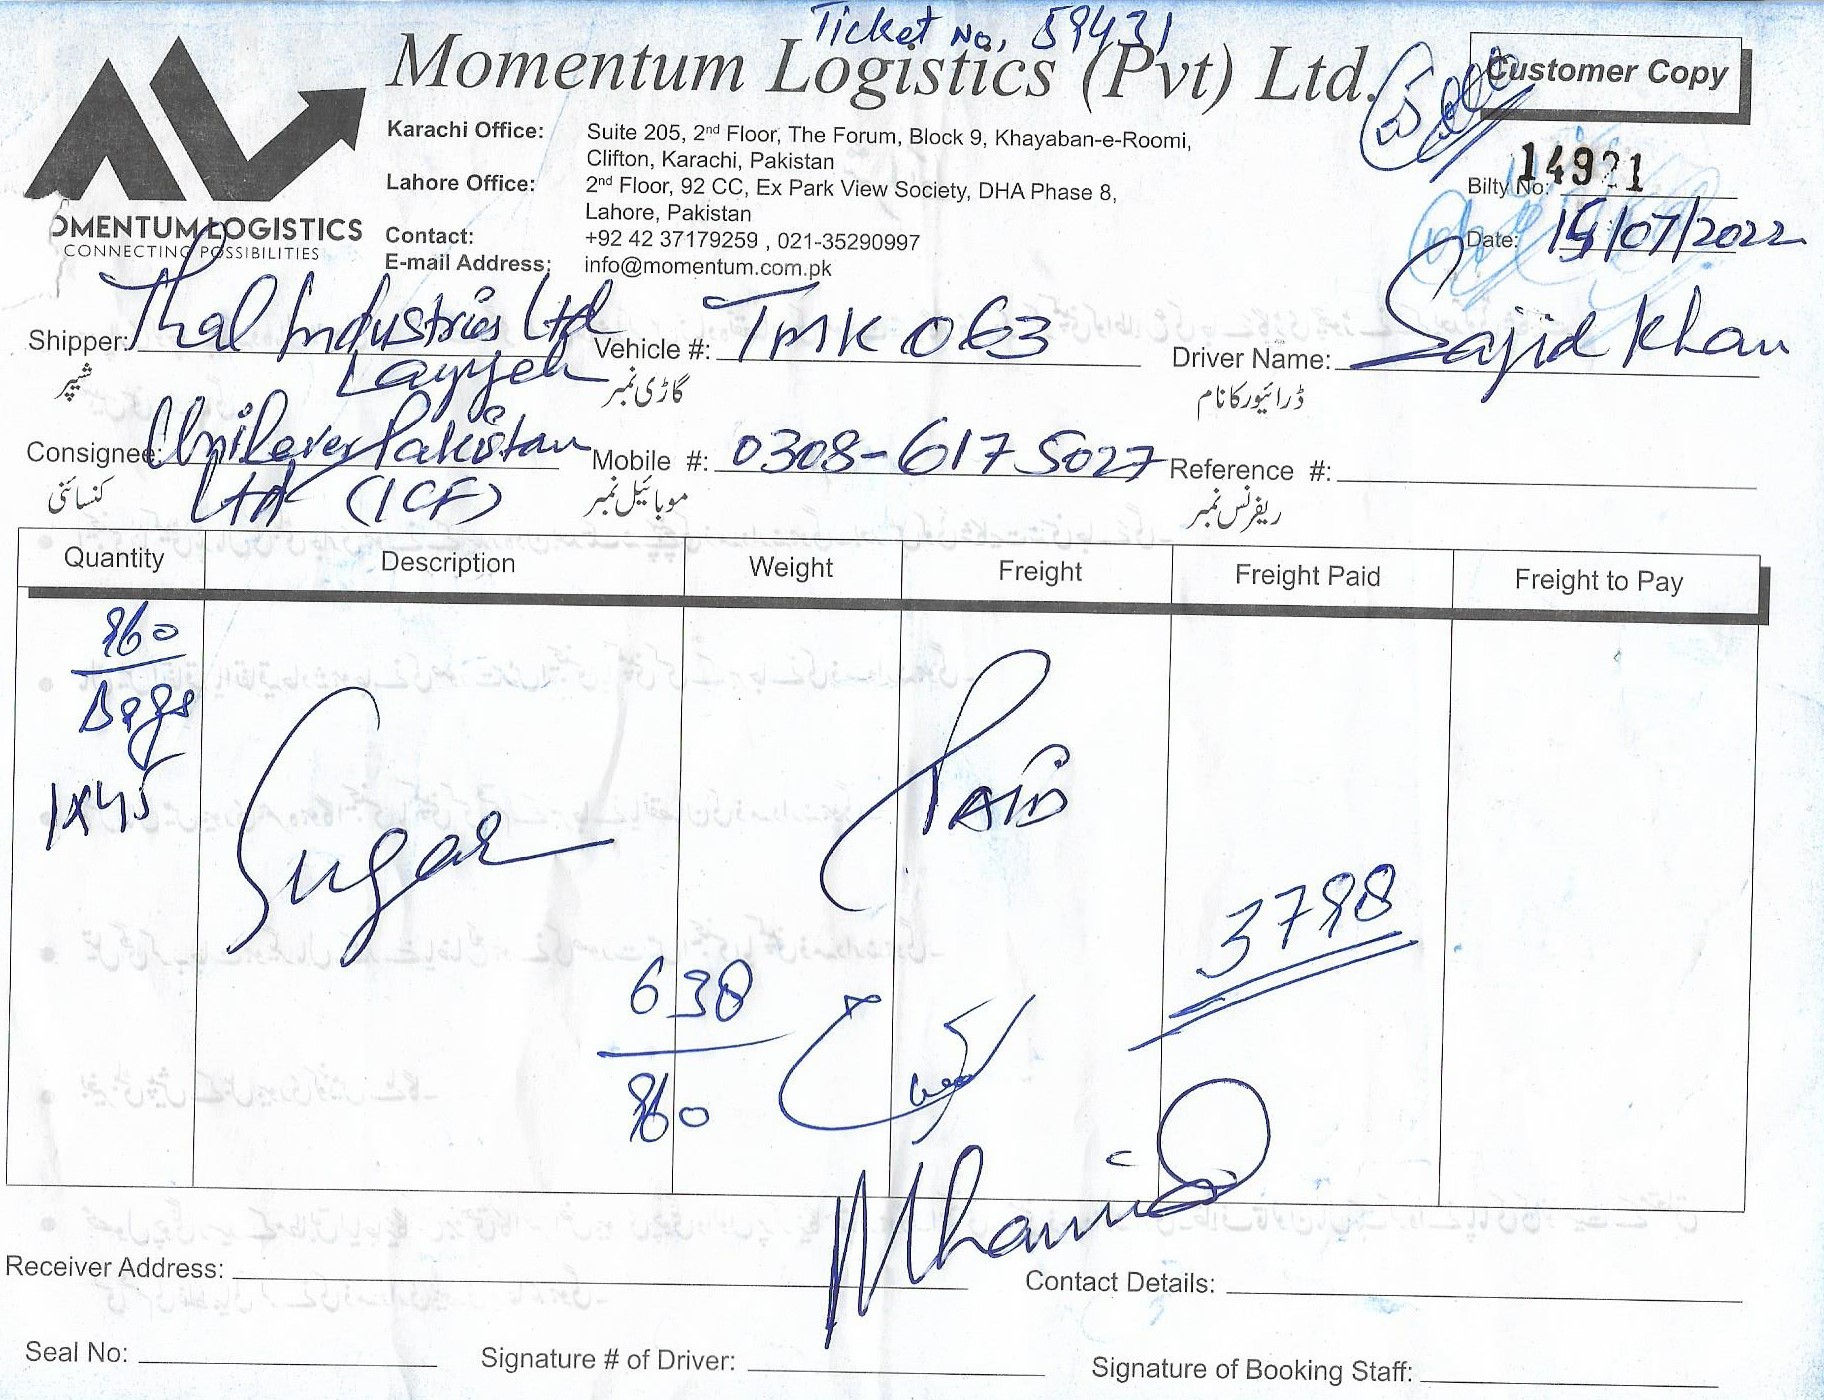 Ticket No, 59431
Momentum Logistics (Pvt) Ltd.
Customer Copy
MOMENTUM LOGISTICS
CONNECTING POSSIBILITIES
Karachi Office: Suite 205, 2nd Floor, The Forum, Block 9, Khayaban-e-Roomi,
Clifton, Karachi, Pakistan
Lahore Office: 2nd Floor, 92 CC, Ex Park View Society, DHA Phase 8,
Lahore, Pakistan
Contact: +92 42 37179259 , 021-35290997
E-mail Address: info@momentum.com.pk
Bilty No: 14921
Date: 15/07/2022
Shipper: Thal Industries Ltd Layyeh
شپر
Vehicle #: TMK 063
گاڑی نمبر
Driver Name: Sajid Khan
ڈرائیور کا نام
Consignee: Unilever Pakistan Ltd (ICF)
کنسائنی
Mobile #: 0308-617 5027
موبائیل نمبر
Reference #:
ریفرنس نمبر
Quantity Description Weight Freight Freight Paid Freight to Pay
960
Bags
1x45
Sugar
PAID
3798
638
960
Receiver Address:
Contact Details:
Seal No:
Signature # of Driver:
Signature of Booking Staff: